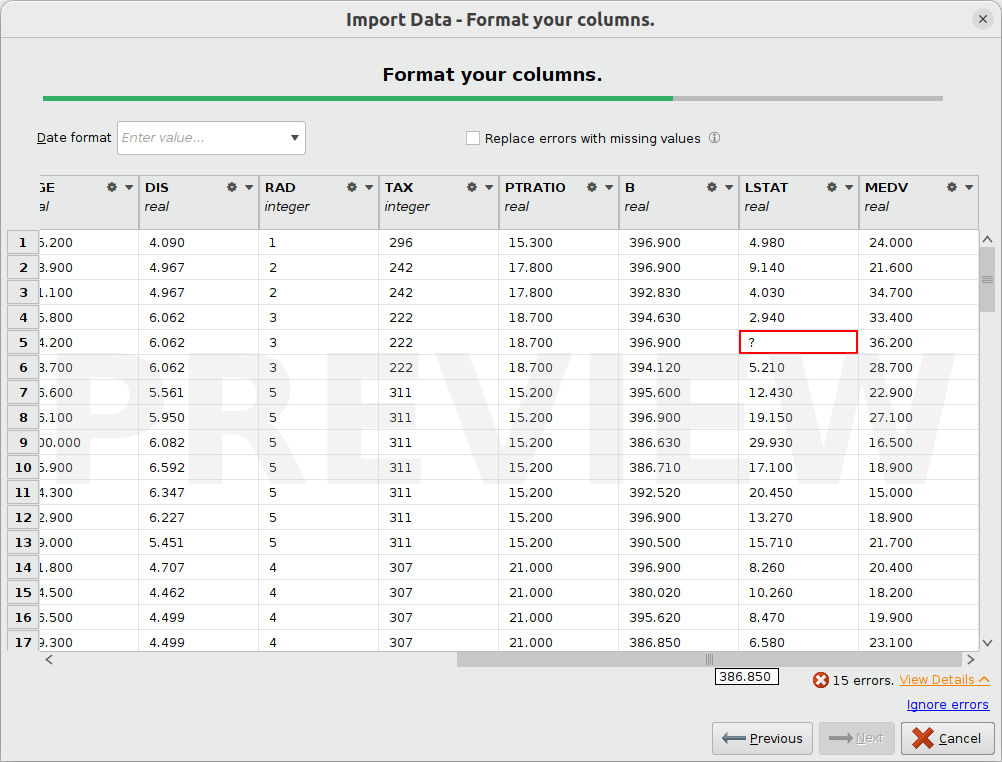 Import Data - Format your columns.
Format your columns.
Date format Enter value... Replace errors with missing values
GE DIS RAD TAX PTRATIO B LSTAT MEDV
al real integer integer real real real real
1 5.200 4.090 1 296 15.300 396.900 4.980 24.000
2 8.900 4.967 2 242 17.800 396.900 9.140 21.600
3 1.100 4.967 2 242 17.800 392.830 4.030 34.700
4 5.800 6.062 3 222 18.700 394.630 2.940 33.400
5 4.200 6.062 3 222 18.700 396.900 ? 36.200
6 8.700 6.062 3 222 18.700 394.120 5.210 28.700
7 6.600 5.561 5 311 15.200 395.600 12.430 22.900
8 6.100 5.950 5 311 15.200 396.900 19.150 27.100
9 00.000 6.082 5 311 15.200 386.630 29.930 16.500
10 5.900 6.592 5 311 15.200 386.710 17.100 18.900
11 4.300 6.347 5 311 15.200 392.520 20.450 15.000
12 2.900 6.227 5 311 15.200 396.900 13.270 18.900
13 9.000 5.451 5 311 15.200 390.500 15.710 21.700
14 1.800 4.707 4 307 21.000 396.900 8.260 20.400
15 4.500 4.462 4 307 21.000 380.020 10.260 18.200
16 6.500 4.499 4 307 21.000 395.620 8.470 19.900
17 9.300 4.499 4 307 21.000 386.850 6.580 23.100
PREVIEW
386.850 15 errors. View Details
Ignore errors
Previous Next Cancel